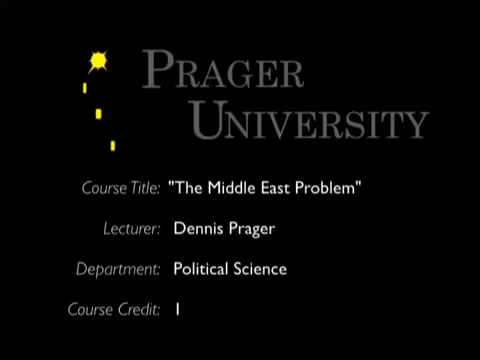 PRAGER
UNIVERSITY
Course Title: "The Middle East Problem"
Lecturer: Dennis Prager
Department: Political Science
Course Credit: 1